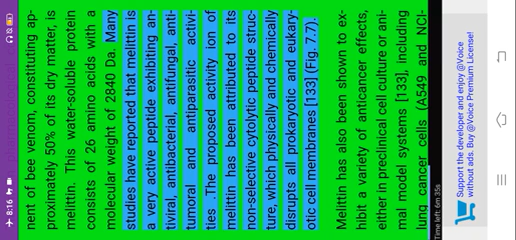 8:16
nent of bee venom, constituting ap-
proximately 50% of its dry matter, is
melittin. This water-soluble protein
consists of 26 amino acids with a
molecular weight of 2840 Da. Many
studies have reported that melittin is
a very active peptide exhibiting an-
tiviral, antibacterial, antifungal, anti-
tumoral and antiparasitic activi-
ties .The proposed activity ion of
melittin has been attributed to its
non-selective cytolytic peptide struc-
ture, which physically and chemically
disrupts all prokaryotic and eukary-
otic cell membranes [133] (Fig. 7.7).
Melittin has also been shown to ex-
hibit a variety of anticancer effects,
either in preclinical cell culture or ani-
mal model systems [133], including
lung cancer cells (A549 and NCI-
Time left: 6m 35s
Support the developer and enjoy @Voice
without ads. Buy @Voice Premium License!